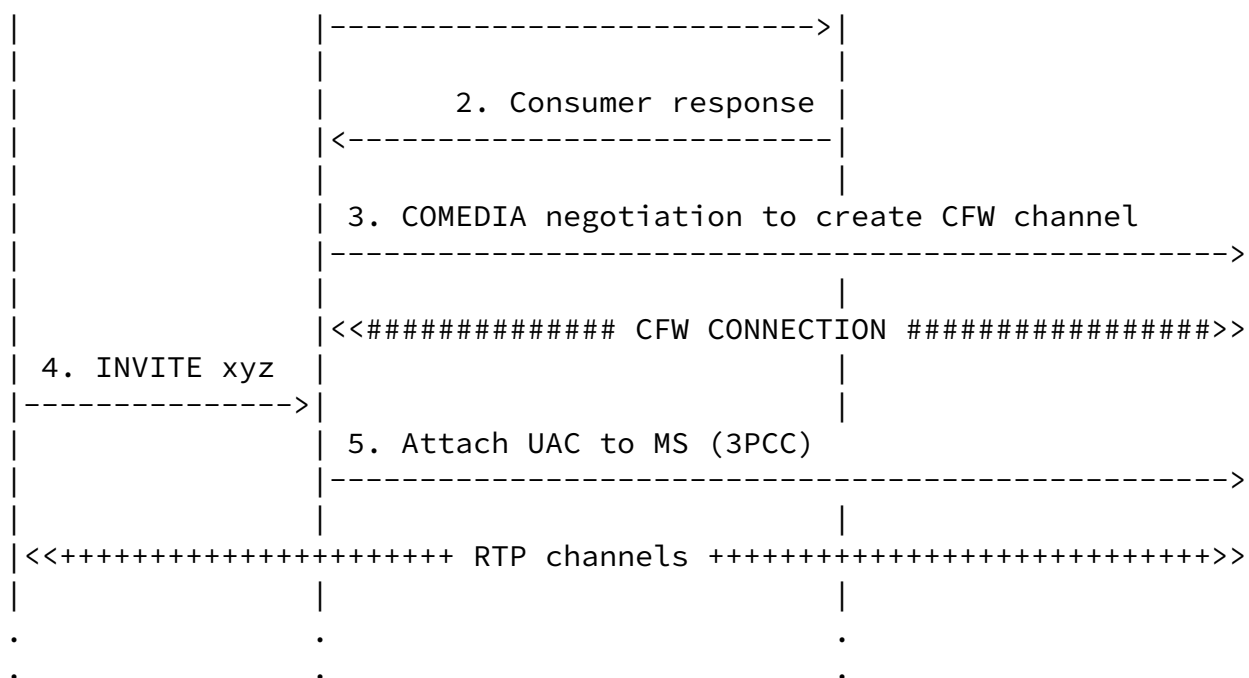 2. Consumer response
3. COMEDIA negotiation to create CFW channel
<<############## CFW CONNECTION #################>>
4. INVITE xyz
5. Attach UAC to MS (3PCC)
<<++++++++++++++++++++++ RTP channels ++++++++++++++++++++++++++++>>